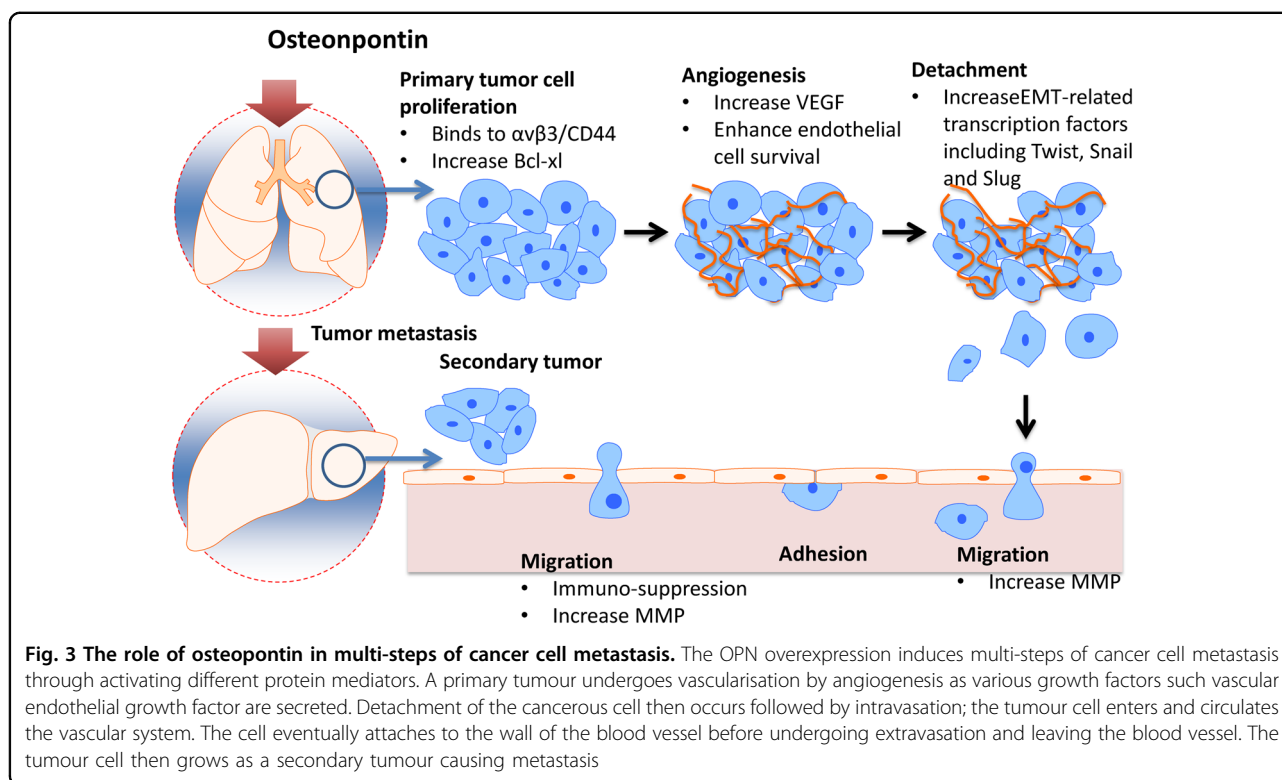 Osteonpontin
Primary tumor cell
proliferation
• Binds to αvβ3/CD44
• Increase Bcl-xl
Angiogenesis
• Increase VEGF
• Enhance endothelial
cell survival
Detachment
• IncreaseEMT-related
transcription factors
including Twist, Snail
and Slug
Tumor metastasis
Secondary tumor
Migration
• Immuno-suppression
• Increase MMP
Adhesion
Migration
• Increase MMP
Fig. 3 The role of osteopontin in multi-steps of cancer cell metastasis. The OPN overexpression induces multi-steps of cancer cell metastasis
through activating different protein mediators. A primary tumour undergoes vascularisation by angiogenesis as various growth factors such vascular
endothelial growth factor are secreted. Detachment of the cancerous cell then occurs followed by intravasation; the tumour cell enters and circulates
the vascular system. The cell eventually attaches to the wall of the blood vessel before undergoing extravasation and leaving the blood vessel. The
tumour cell then grows as a secondary tumour causing metastasis